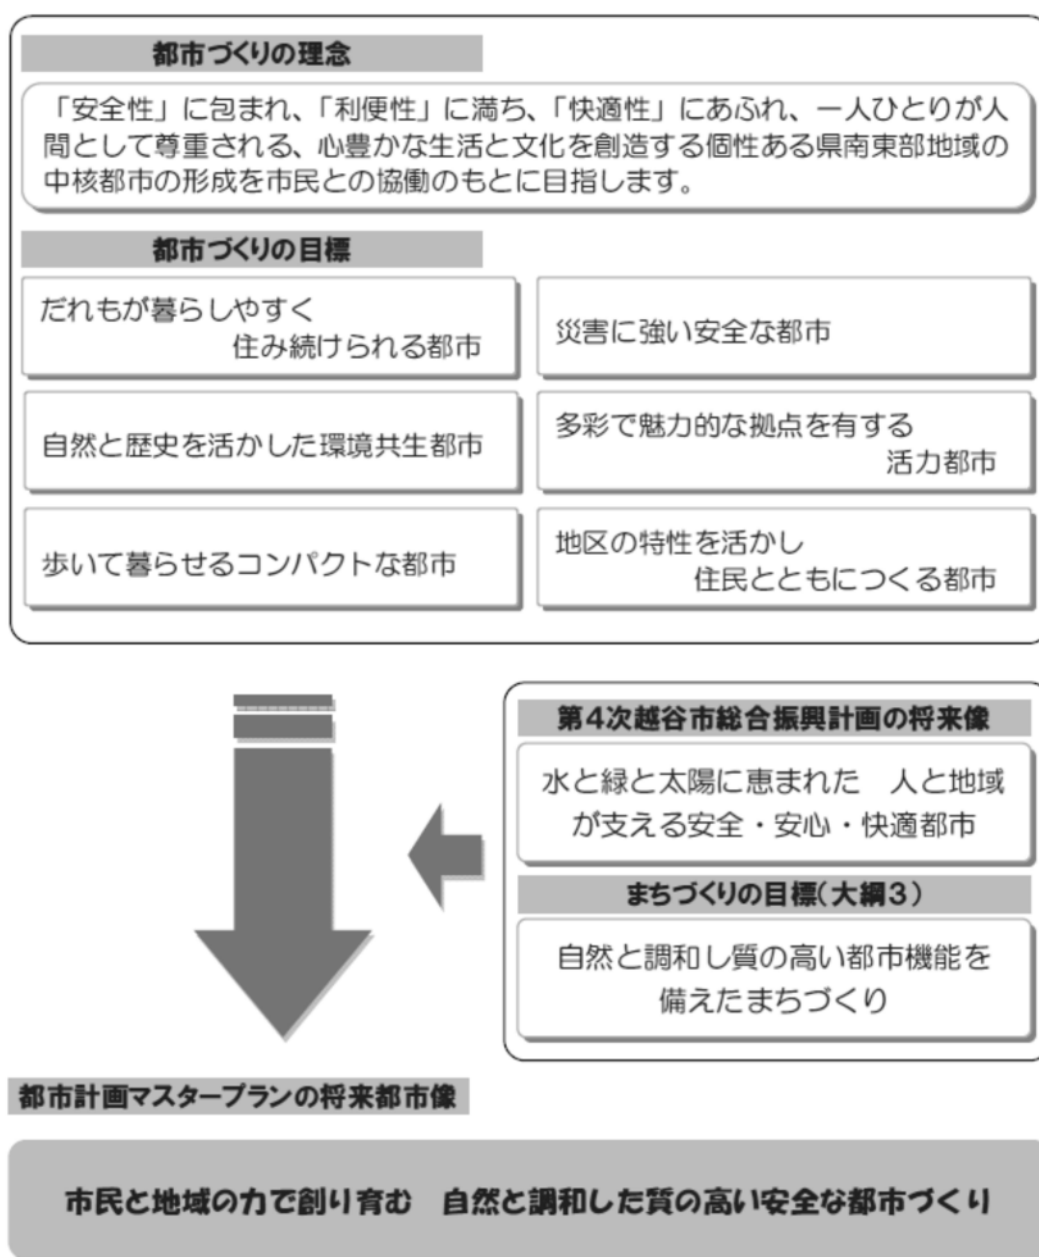 都市づくりの理念
「安全性」に包まれ、「利便性」に満ち、「快適性」にあふれ、一人ひとりが人
間として尊重される、心豊かな生活と文化を創造する個性ある県南東部地域の
中核都市の形成を市民との協働のもとに目指します。
都市づくりの目標
だれもが暮らしやすく
住み続けられる都市
災害に強い安全な都市
自然と歴史を活かした環境共生都市
多彩で魅力的な拠点を有する
活力都市
歩いて暮らせるコンパクトな都市
地区の特性を活かし
住民とともにつくる都市
第4次越谷市総合振興計画の将来像
水と緑と太陽に恵まれた　人と地域
が支える安全・安心・快適都市
まちづくりの目標(大綱3)
自然と調和し質の高い都市機能を
備えたまちづくり
都市計画マスタープランの将来都市像
市民と地域の力で創り育む　自然と調和した質の高い安全な都市づくり